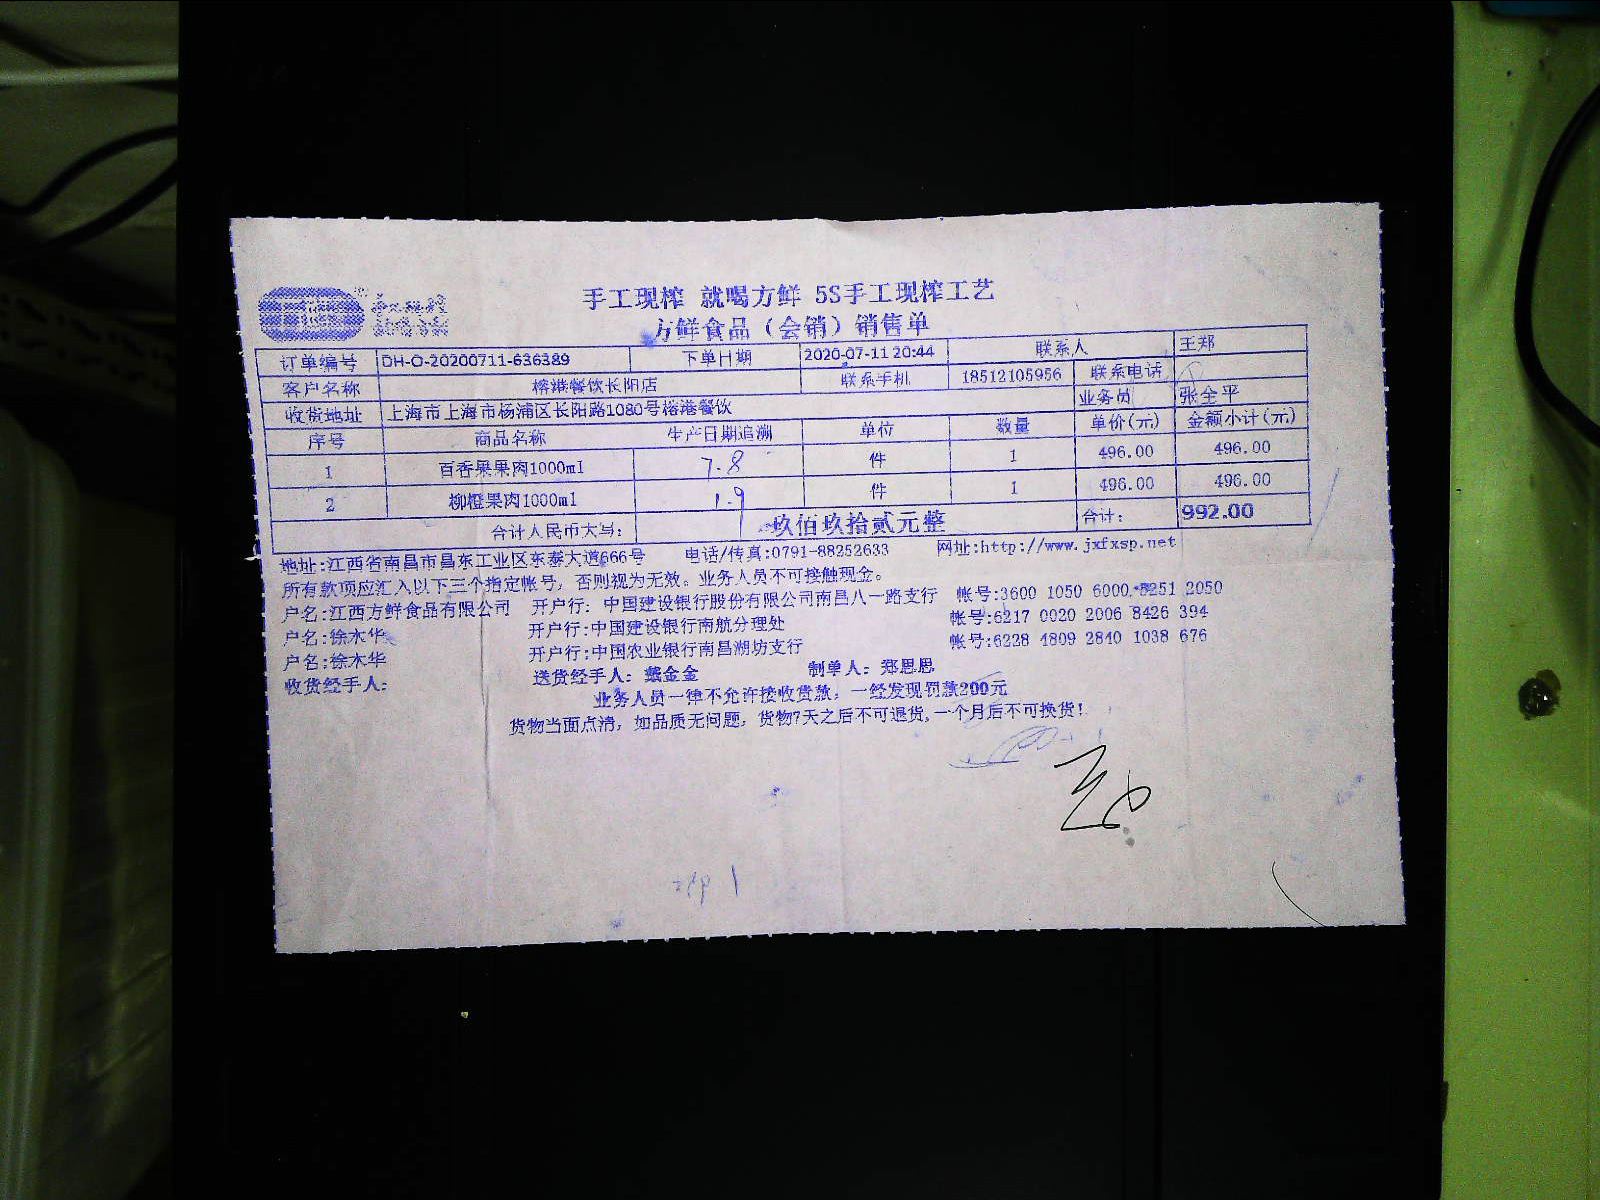 手工现榨 就喝方鲜 5S手工现榨工艺
方鲜食品（会销）销售单
订单编号 DH-O-20200711-636389 下单日期 2020-07-11 20:44 联系人 王郑
客户名称 榕港餐饮长阳店 联系手机 18512105956 联系电话
收货地址 上海市上海市杨浦区长阳路1080号榕港餐饮 业务员 张全平
序号 商品名称 生产日期追溯 单位 数量 单价(元) 金额小计(元)
1 百香果果肉1000ml 7.8 件 1 496.00 496.00
2 柳橙果肉1000ml 1.9 件 1 496.00 496.00
合计人民币大写: 玖佰玖拾贰元整 合计: 992.00
地址:江西省南昌市昌东工业区东泰大道666号 电话/传真:0791-88252633 网址:http://www.jxfxsp.net
所有款项应汇入以下三个指定帐号，否则视为无效。业务人员不可接触现金。
户名:江西方鲜食品有限公司 开户行: 中国建设银行股份有限公司南昌八一路支行 帐号:3600 1050 6000 5251 2050
户名:徐木华 开户行:中国建设银行南航分理处 帐号:6217 0020 2006 8426 394
户名:徐木华 开户行:中国农业银行南昌湖坊支行 帐号:6228 4809 2840 1038 676
收货经手人: 送货经手人: 戴金金 制单人: 郑思思
业务人员一律不允许接收货款，一经发现罚款200元
货物当面点清，如品质无问题，货物7天之后不可退货,一个月后不可换货!